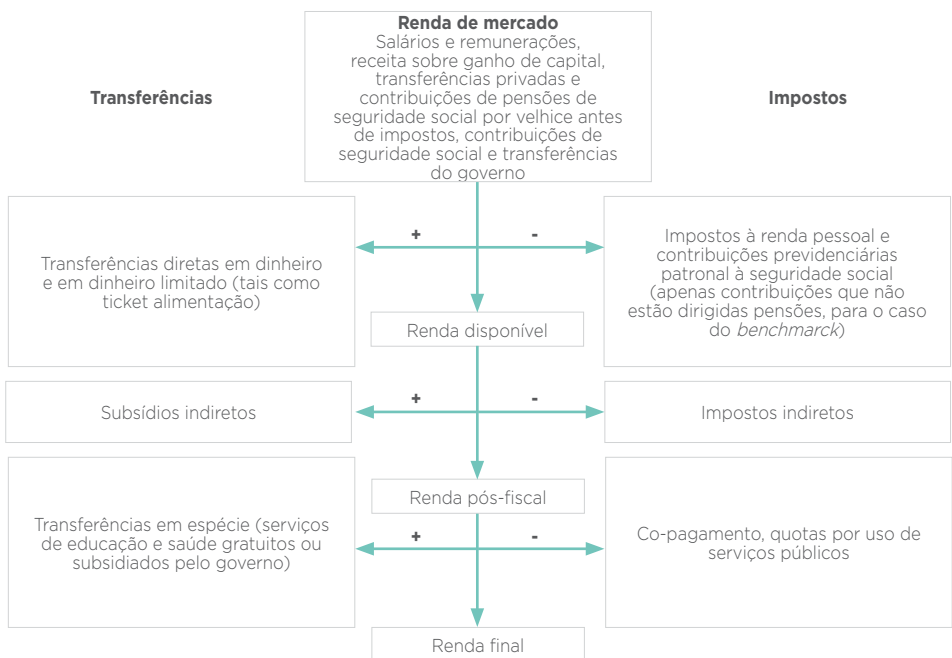 Renda de mercado
Salários e remunerações,
receita sobre ganho de capital,
transferências privadas e
contribuições de pensões de
seguridade social por velhice antes
de impostos, contribuições de
seguridade social e transferências
do governo
Transferências
Impostos
+
-
Transferências diretas em dinheiro
e em dinheiro limitado (tais como
ticket alimentação)
Impostos à renda pessoal e
contribuições previdenciárias
patronal à seguridade social
(apenas contribuições que não
estão dirigidas pensões, para o caso
do benchmarck)
Renda disponível
Subsídios indiretos
+
-
Impostos indiretos
Renda pós-fiscal
Transferências em espécie (serviços
de educação e saúde gratuitos ou
subsidiados pelo governo)
+
-
Co-pagamento, quotas por uso de
serviços públicos
Renda final